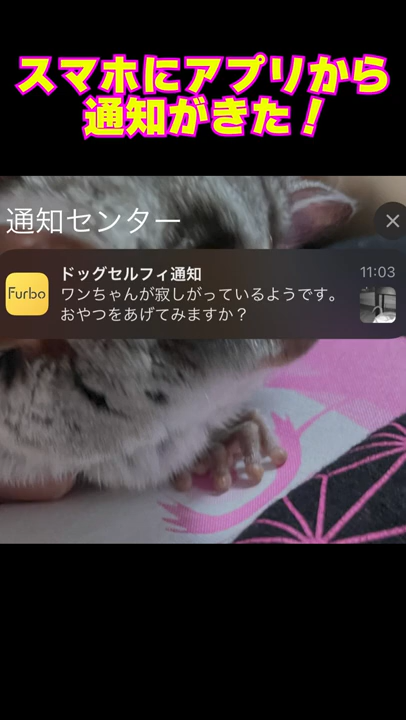 スマホにアプリから
通知がきた！
通知センター
Furbo
ドッグセルフィ通知
11:03
ワンちゃんが寂しがっているようです。
おやつをあげてみますか？